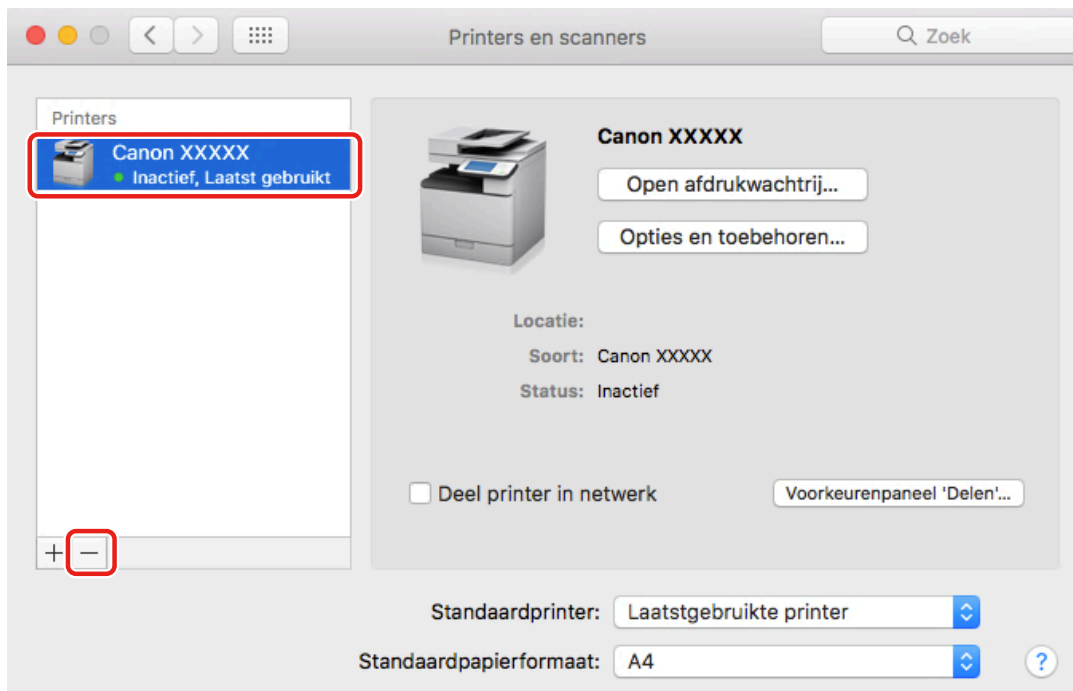 Printers en scanners
Zoek
Printers
Canon XXXXX
Inactief, Laatst gebruikt
+ −
Canon XXXXX
Open afdrukwachtrij...
Opties en toebehoren...
Locatie:
Soort: Canon XXXXX
Status: Inactief
Deel printer in netwerk
Voorkeurenpaneel 'Delen'...
Standaardprinter: Laatstgebruikte printer
Standaardpapierformaat: A4
?